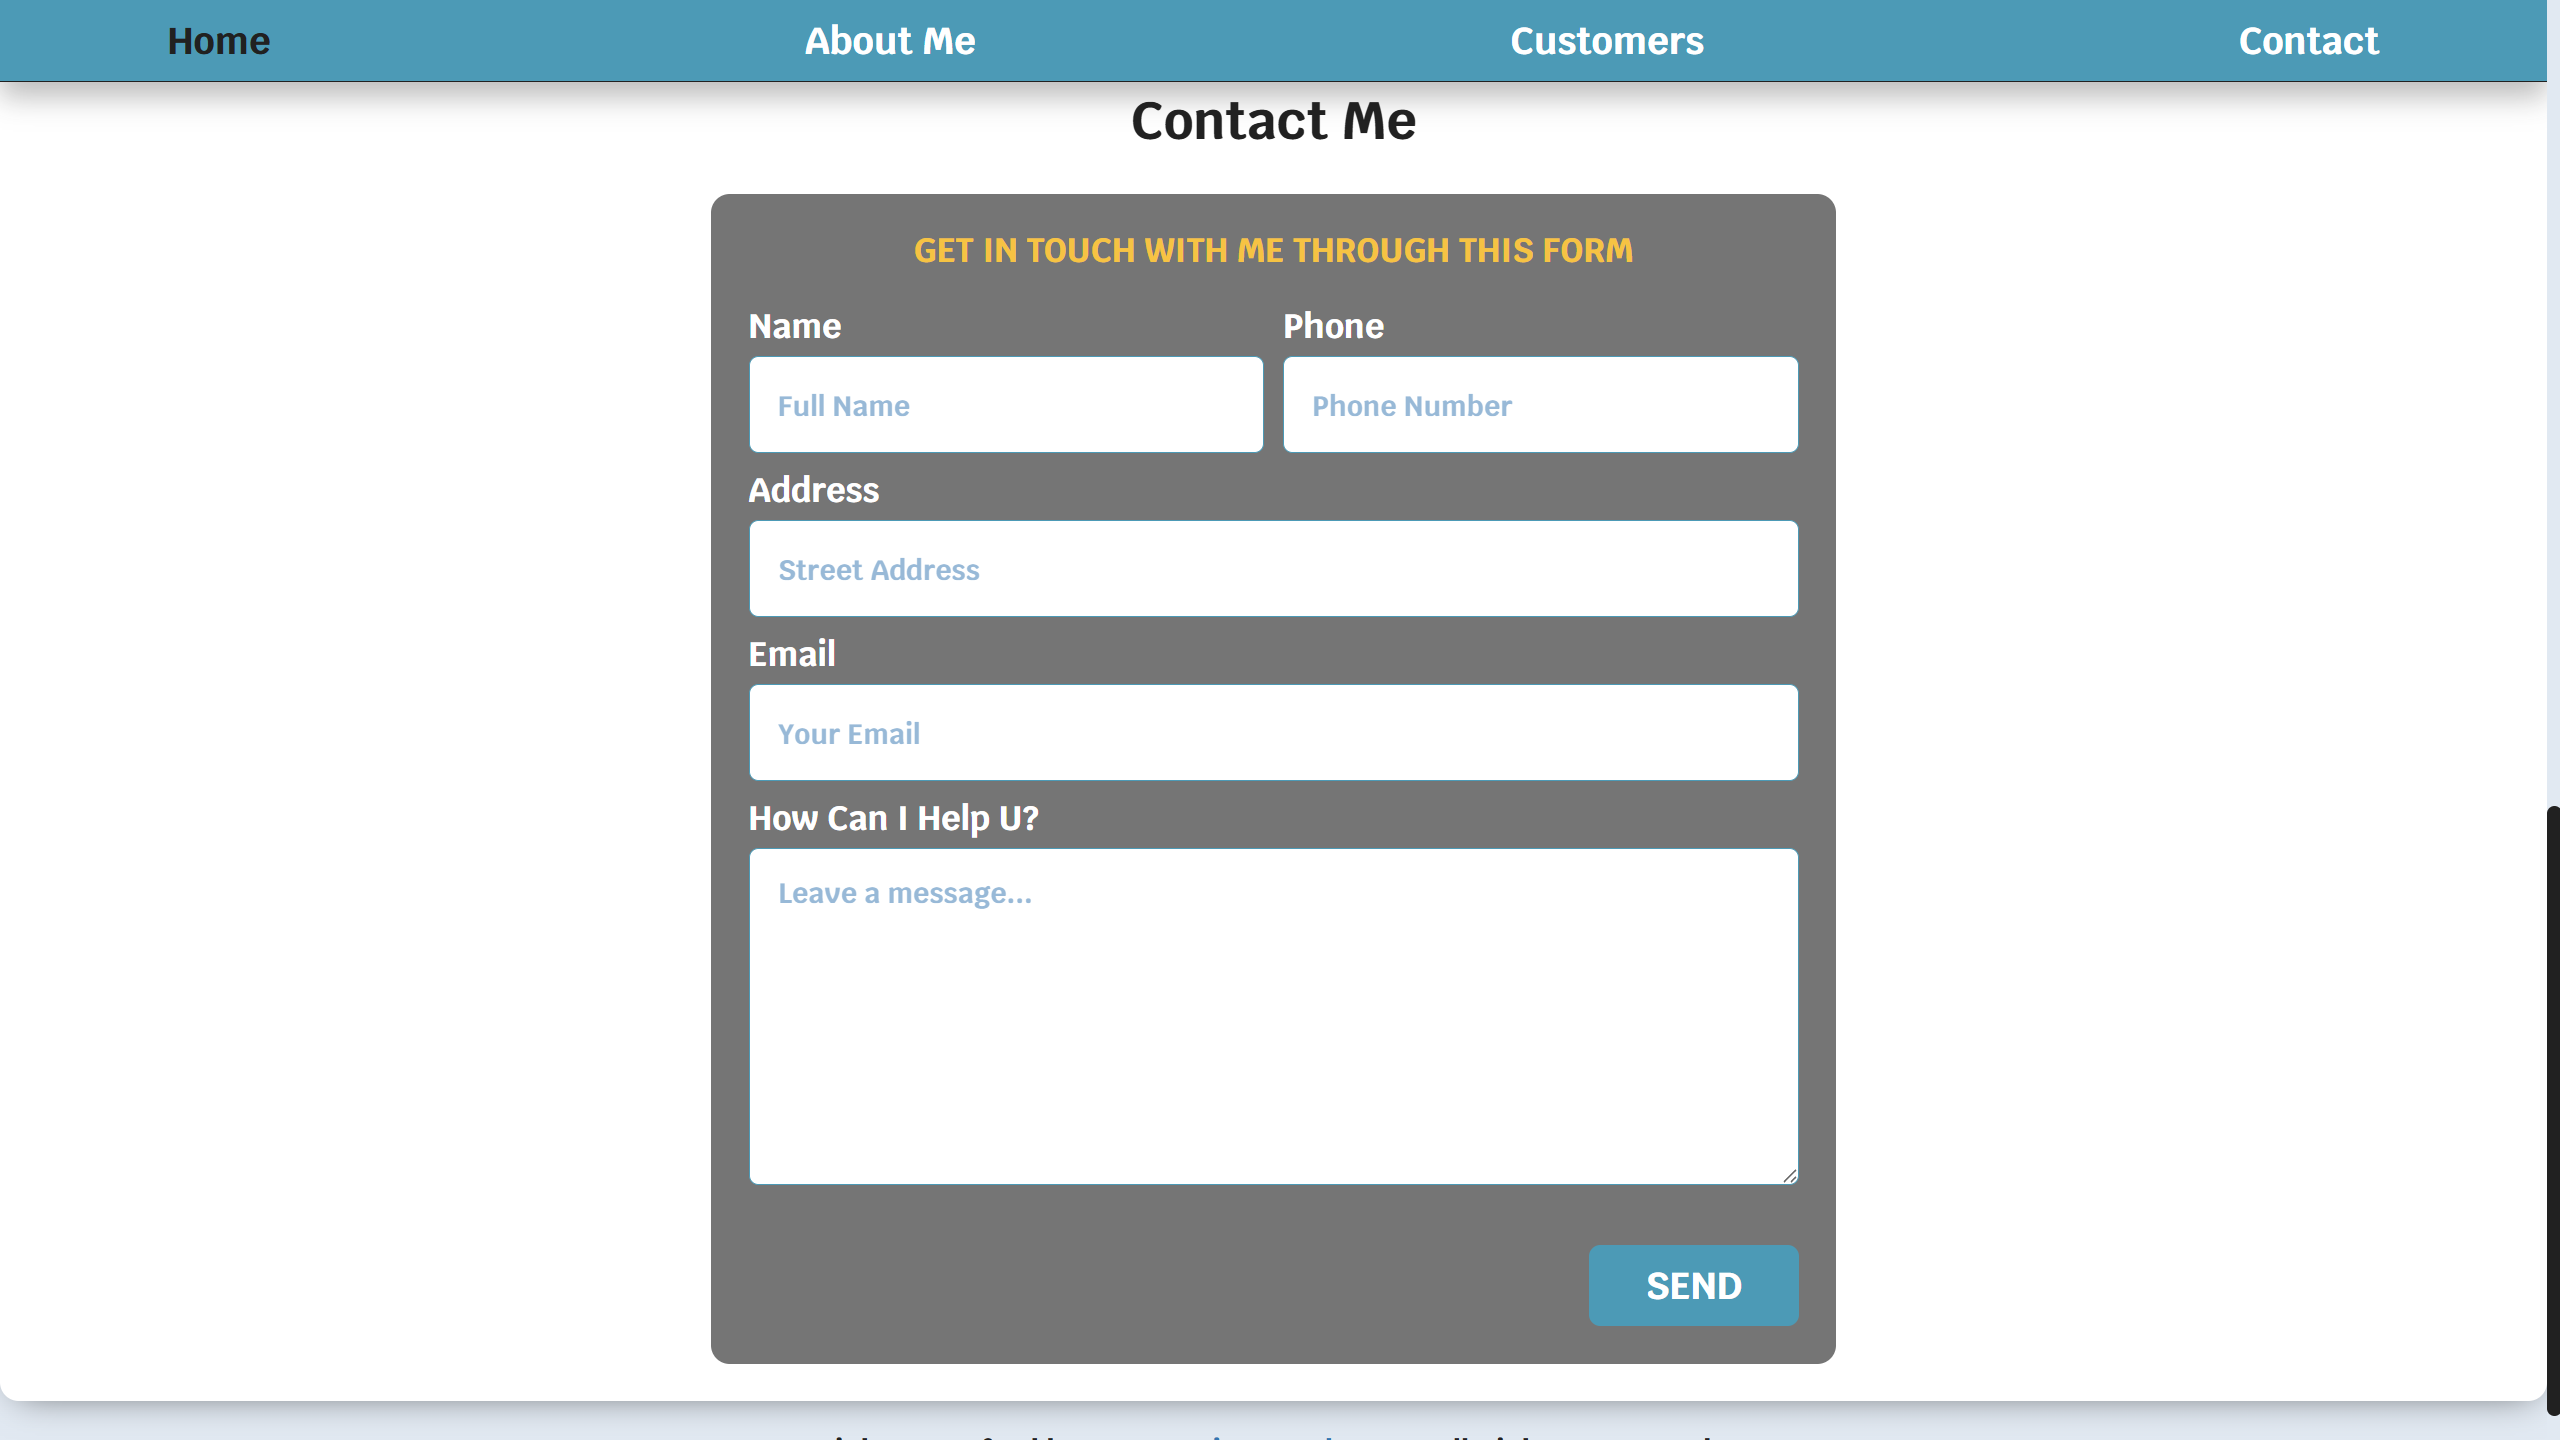 Home About Me Customers Contact
Contact Me
GET IN TOUCH WITH ME THROUGH THIS FORM
Name Phone
Full Name Phone Number
Address
Street Address
Email
Your Email
How Can I Help U?
Leave a message...
SEND